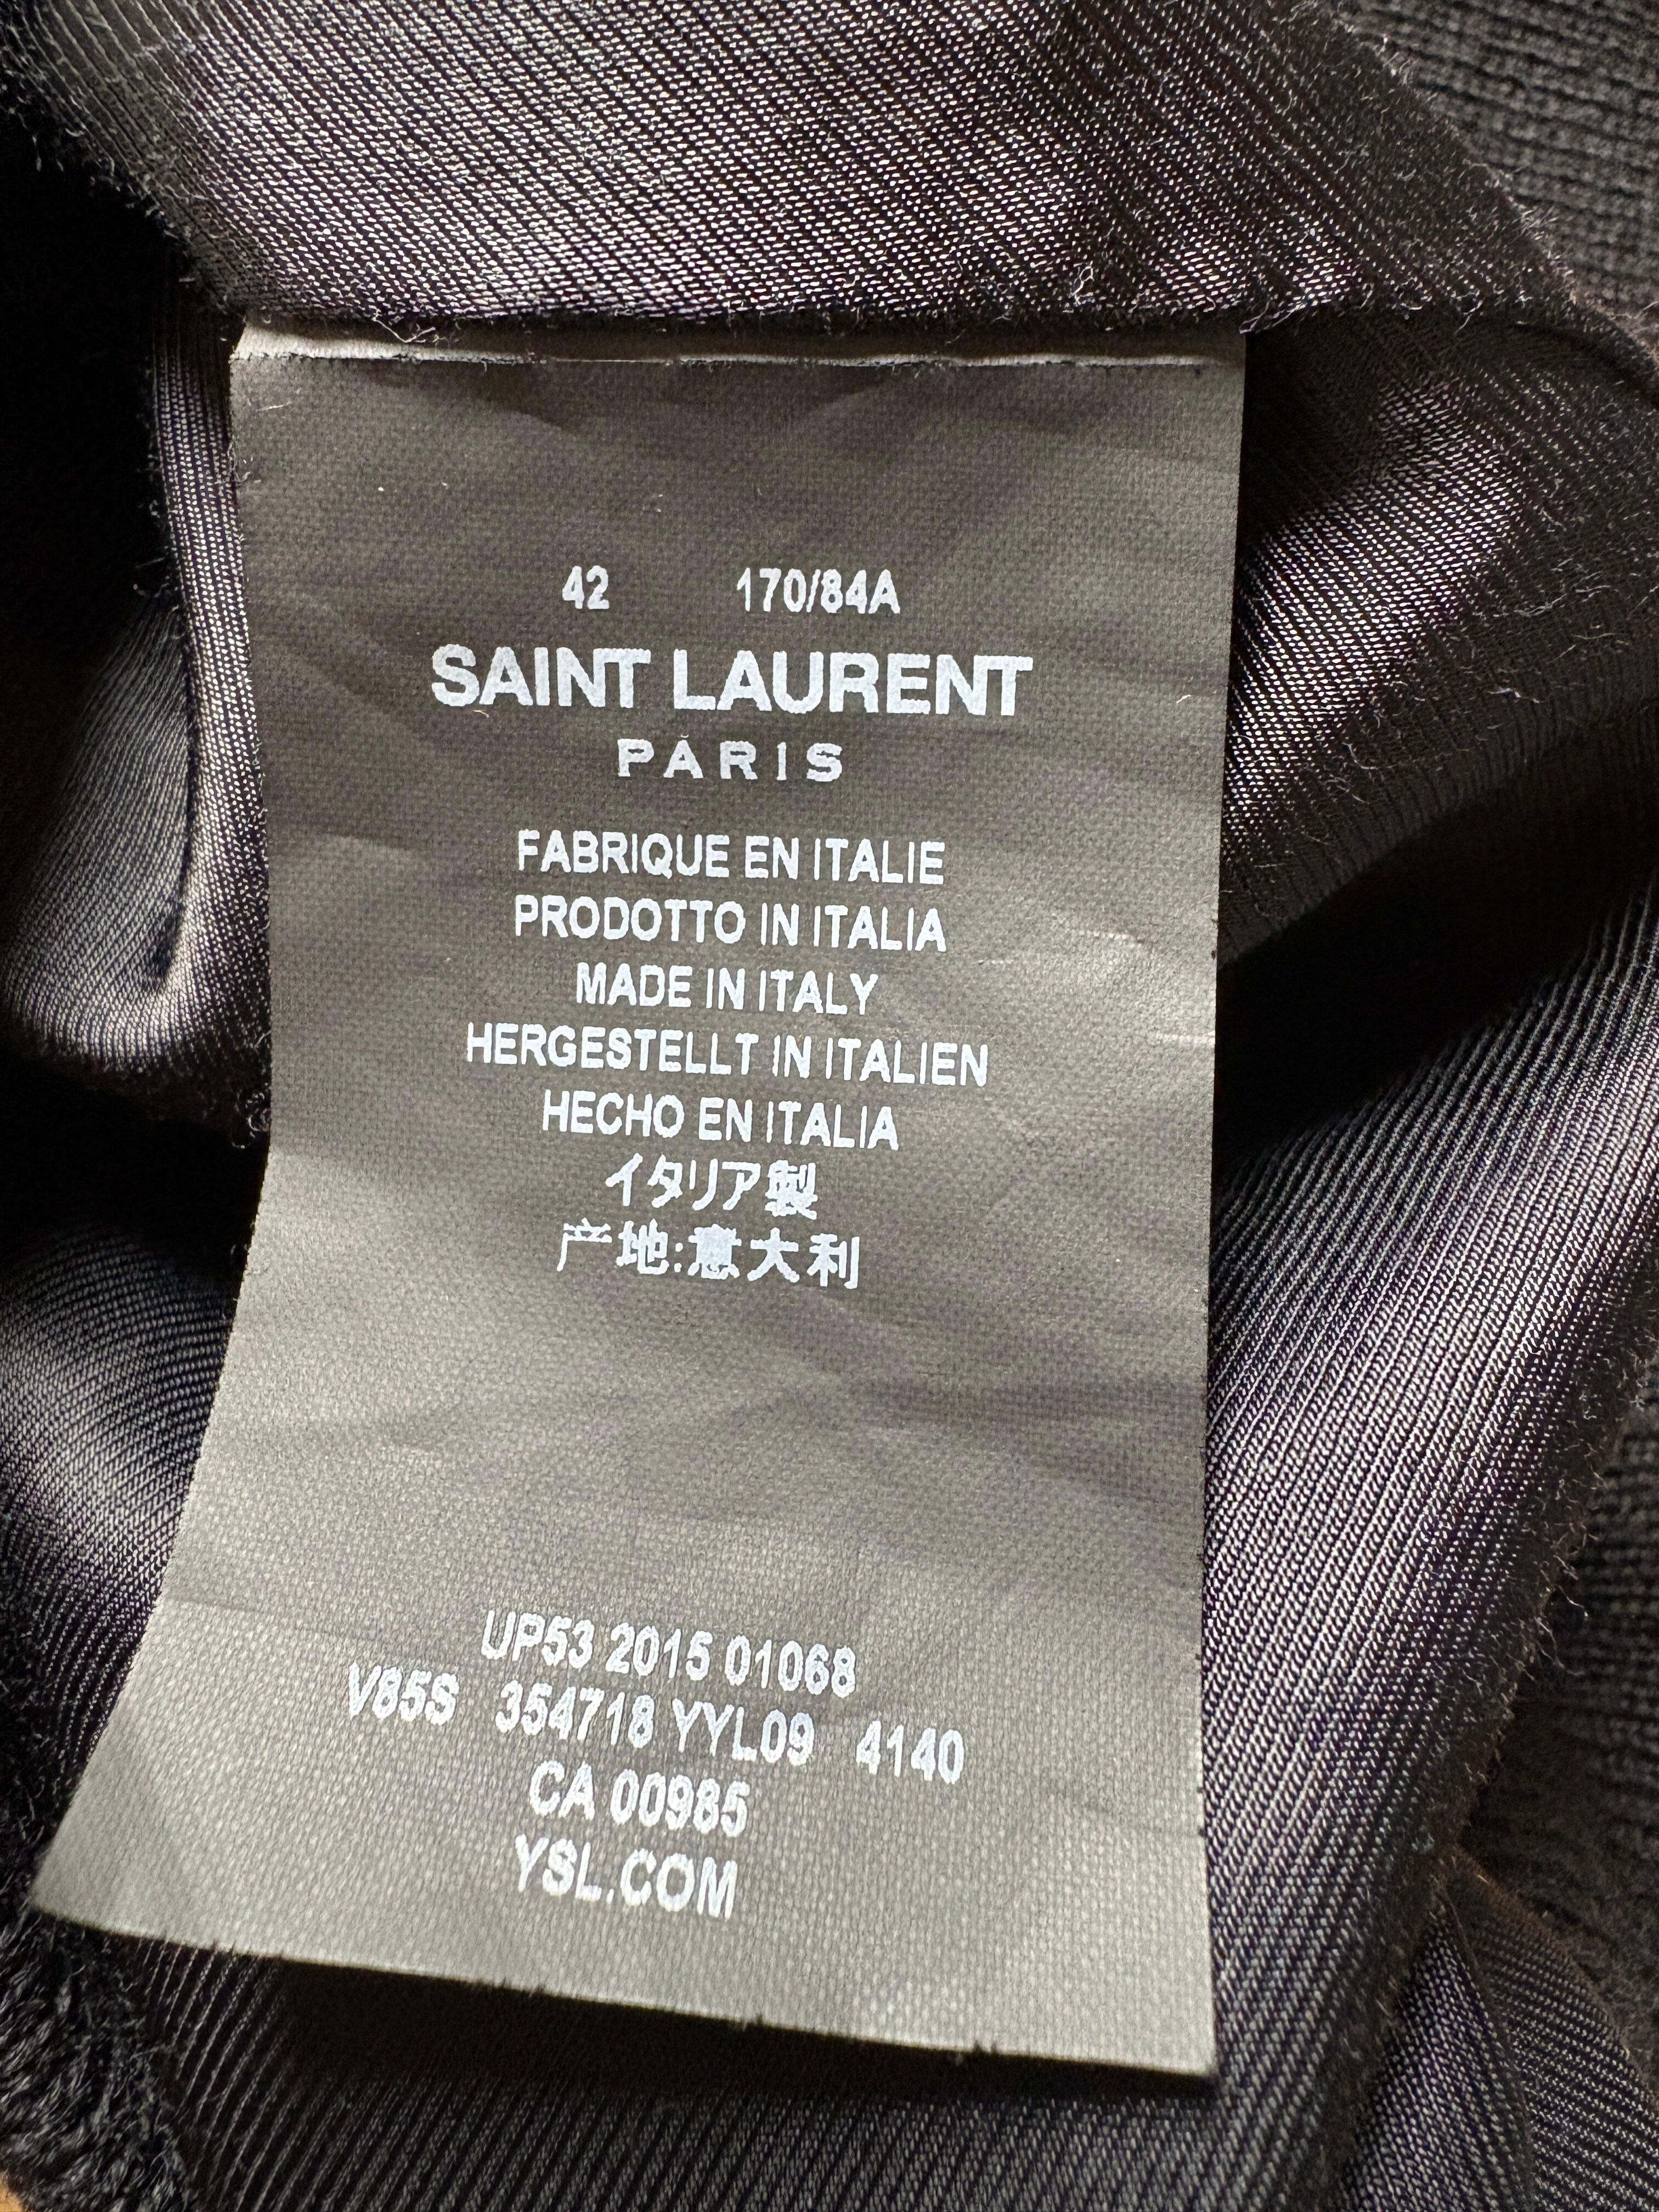 42 170/84A
SAINT LAURENT
PARIS
FABRIQUE EN ITALIE
PRODOTTO IN ITALIA
MADE IN ITALY
HERGESTELLT IN ITALIEN
HECHO EN ITALIA
イタリア製
产地:意大利
UP53 2015 01068
V85S 354718 YYL09 4140
CA 00985
YSL.COM